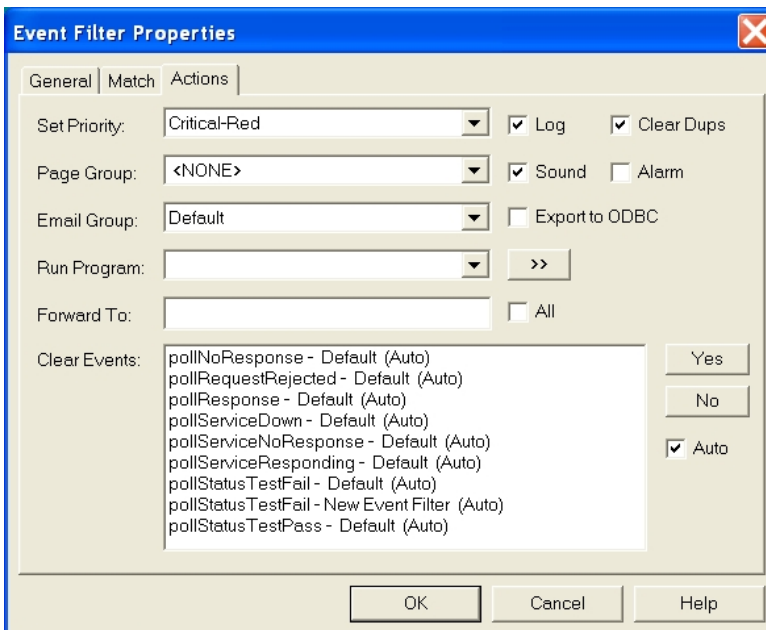 Event Filter Properties
General Match Actions
Set Priority: Critical-Red Log Clear Dups
Page Group: <NONE> Sound Alarm
Email Group: Default Export to ODBC
Run Program: >>
Forward To: All
Clear Events: pollNoResponse - Default (Auto) Yes
pollRequestRejected - Default (Auto)
pollResponse - Default (Auto) No
pollServiceDown - Default (Auto)
pollServiceNoResponse - Default (Auto) Auto
pollServiceResponding - Default (Auto)
pollStatusTestFail - Default (Auto)
pollStatusTestFail - New Event Filter (Auto)
pollStatusTestPass - Default (Auto)
OK Cancel Help